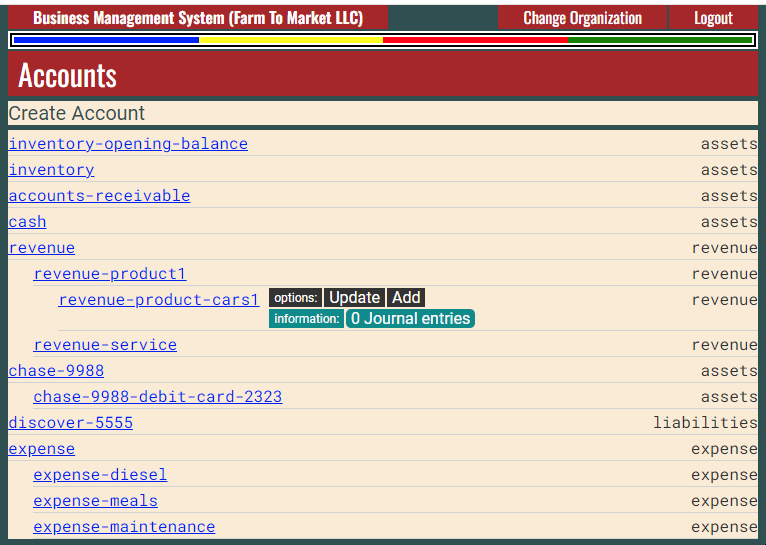 Business Management System (Farm To Market LLC) Change Organization Logout
Accounts
Create Account
inventory-opening-balance assets
inventory assets
accounts-receivable assets
cash assets
revenue revenue
revenue-product1 revenue
revenue-product-cars1 options: Update Add revenue
information: 0 Journal entries
revenue-service revenue
chase-9988 assets
chase-9988-debit-card-2323 assets
discover-5555 liabilities
expense expense
expense-diesel expense
expense-meals expense
expense-maintenance expense